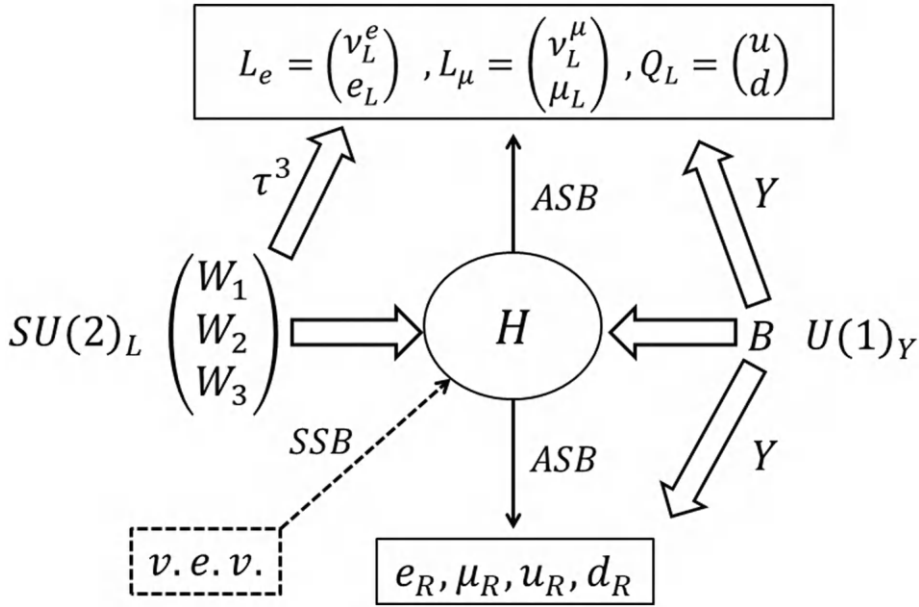 L_e = (ν_L^e e_L) , L_μ = (ν_L^μ μ_L) , Q_L = (u d)
τ^3
ASB
Y
SU(2)_L (W_1 W_2 W_3)
H
B U(1)_Y
SSB
ASB
Y
v.e.v.
e_R, μ_R, u_R, d_R